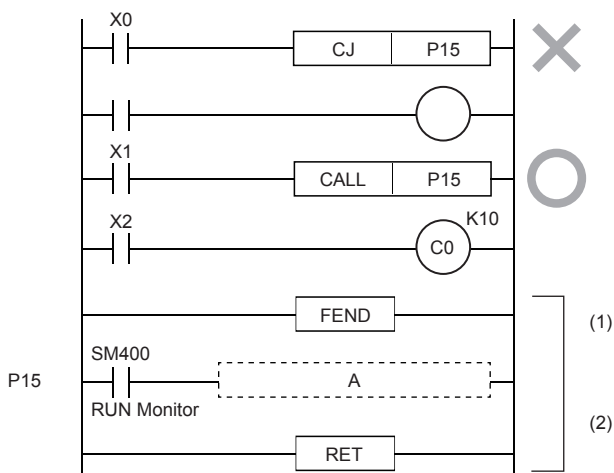 X0
CJ P15
X1
CALL P15
X2
K10
C0
FEND
(1)
SM400
P15
A
RUN Monitor
(2)
RET